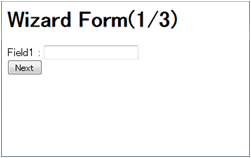 Wizard Form(1/3)
Field1 :
Next